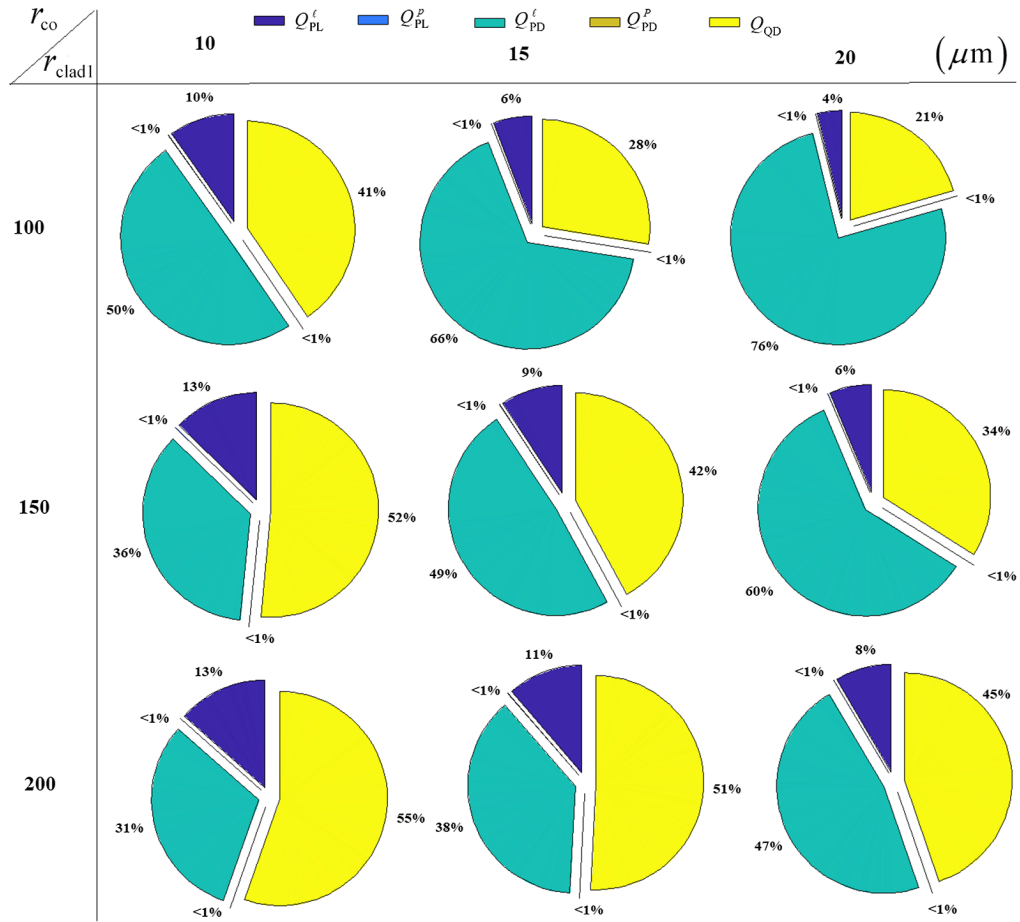 r_co Q_PL^ℓ Q_PL^p Q_PD^ℓ Q_PD^P Q_QD
r_clad1 10 15 20 (μm)
10% 6% 4%
<1% <1% <1% 21%
41% 28%
<1%
100
<1%
50% <1% 66% 76%
13% 9% 6%
<1% <1% <1%
34%
42%
150 52%
36% 49% <1%
60%
<1% <1%
13% 11% 8%
<1% <1% <1% 45%
200 51%
31% 55% 38% 47%
<1% <1% <1%